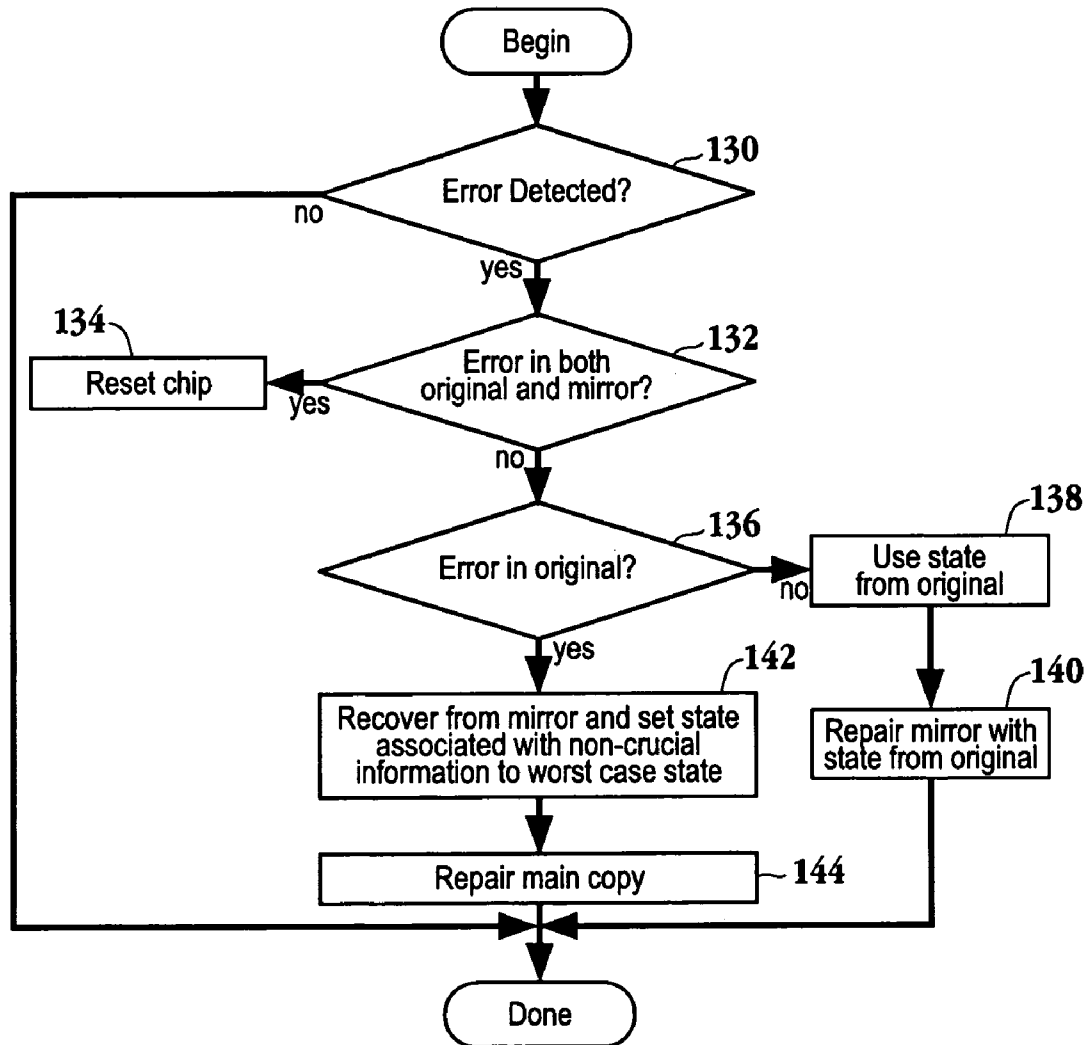 Begin
130
Error Detected?
no
yes
134
132
Error in both
original and mirror?
Reset chip
yes
no
136
138
Error in original?
Use state
from original
no
yes
142
140
Recover from mirror and set state
associated with non-crucial
information to worst case state
Repair mirror with
state from original
Repair main copy
144
Done